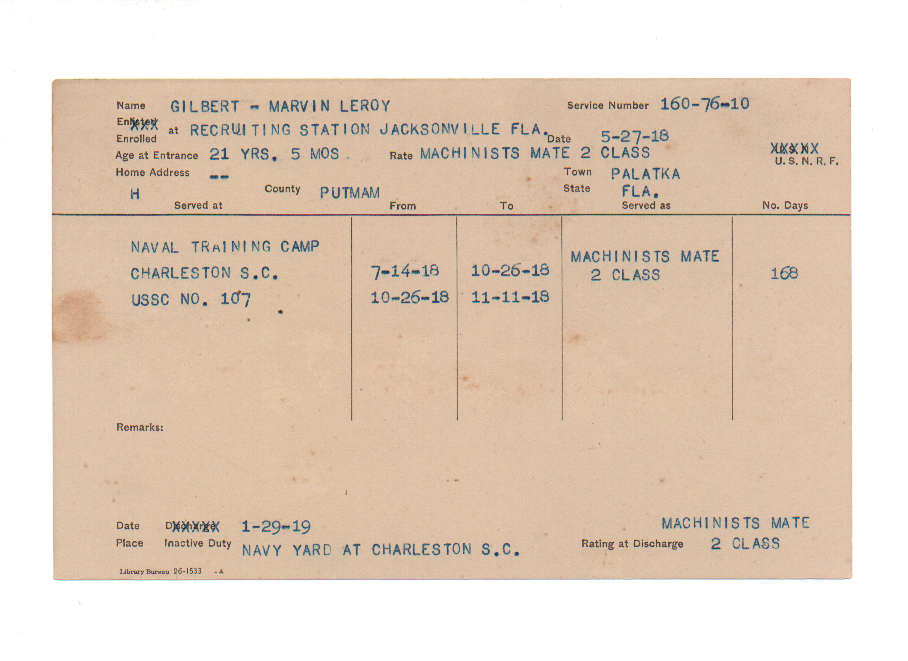 Name GILBERT - MARVIN LEROY Service Number 160-76-10
Enlisted
Enrolled at RECRUITING STATION JACKSONVILLE FLA. Date 5-27-18
Age at Entrance 21 YRS. 5 MOS. Rate MACHINISTS MATE 2 CLASS U. S. N. R. F.
Home Address -- Town PALATKA
H County PUTMAM State FLA.
Served at From To Served as No. Days
NAVAL TRAINING CAMP MACHINISTS MATE
CHARLESTON S.C. 7-14-18 10-26-18 2 CLASS 168
USSC NO. 107 10-26-18 11-11-18
Remarks:
Date 1-29-19 MACHINISTS MATE
Place Inactive Duty NAVY YARD AT CHARLESTON S.C. Rating at Discharge 2 CLASS
Library Bureau 26-1533 -A